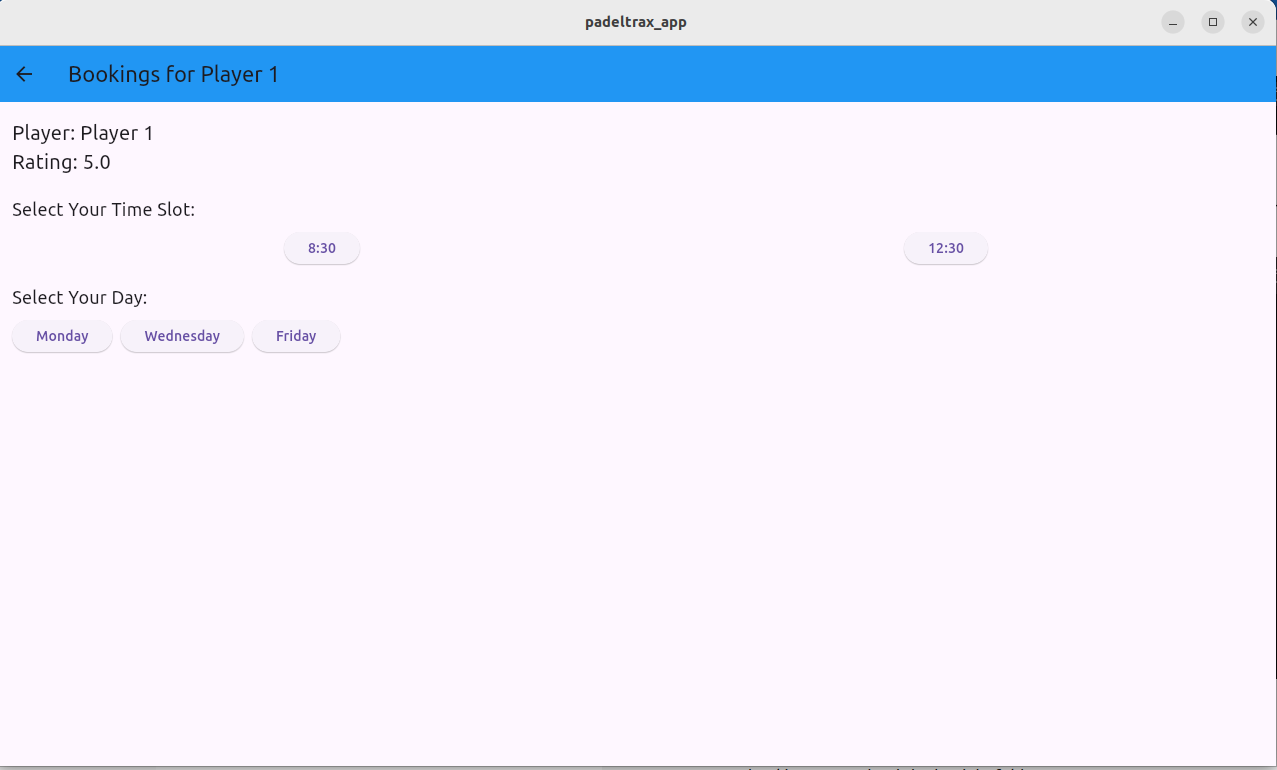 padeltrax_app
Bookings for Player 1
Player: Player 1
Rating: 5.0
Select Your Time Slot:
8:30 12:30
Select Your Day:
Monday Wednesday Friday